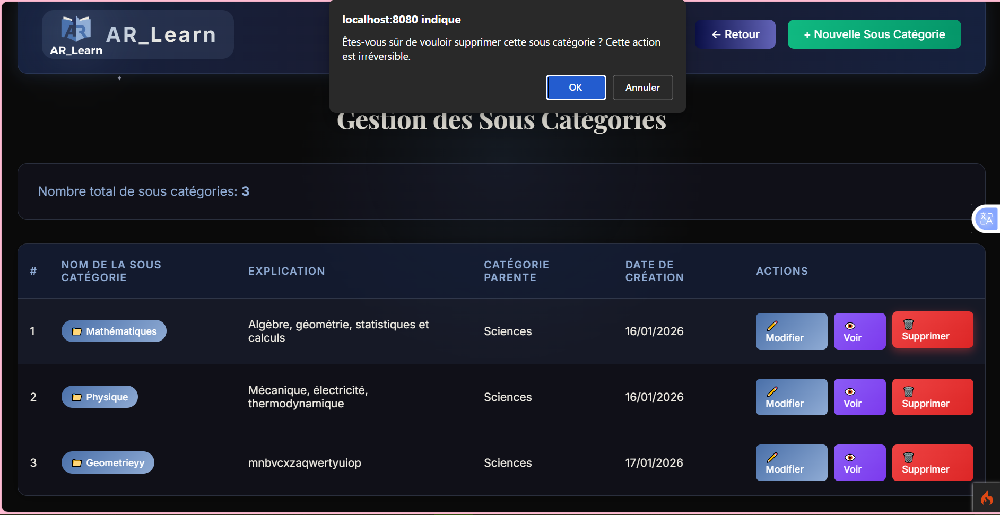 AR_Learn
AR_Learn
localhost:8080 indique
Êtes-vous sûr de vouloir supprimer cette sous catégorie ? Cette action
est irréversible.
OK
Annuler
← Retour
+ Nouvelle Sous Catégorie
Gestion des Sous Catégories
Nombre total de sous catégories: 3
#
NOM DE LA SOUS
CATÉGORIE
EXPLICATION
CATÉGORIE
PARENTE
DATE DE
CRÉATION
ACTIONS
1
Mathématiques
Algèbre, géométrie, statistiques et
calculs
Sciences
16/01/2026
Modifier
Voir
Supprimer
2
Physique
Mécanique, électricité,
thermodynamique
Sciences
16/01/2026
Modifier
Voir
Supprimer
3
Geometrieyy
mnbvcxzaqwertyuiop
Sciences
17/01/2026
Modifier
Voir
Supprimer